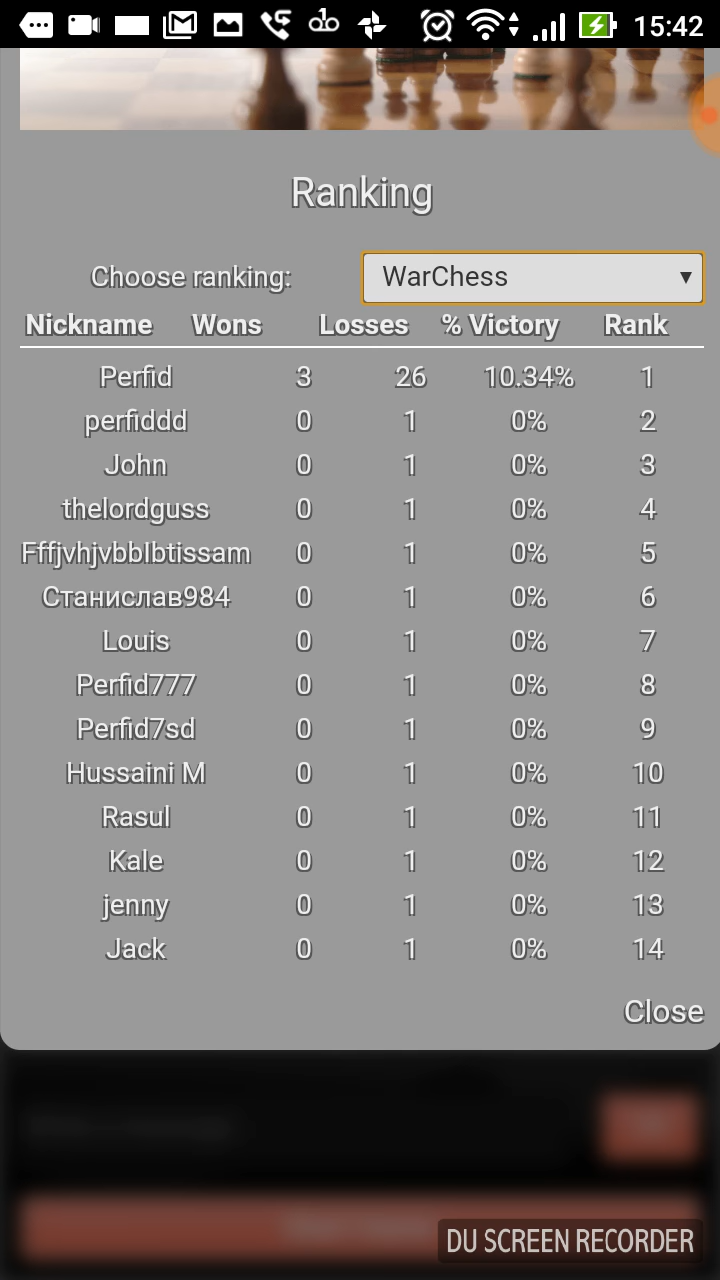 15:42
Ranking
Choose ranking: WarChess
Nickname Wons Losses % Victory Rank
Perfid 3 26 10.34% 1
perfiddd 0 1 0% 2
John 0 1 0% 3
thelordguss 0 1 0% 4
Fffjvhjvbblbtissam 0 1 0% 5
Станислав984 0 1 0% 6
Louis 0 1 0% 7
Perfid777 0 1 0% 8
Perfid7sd 0 1 0% 9
Hussaini M 0 1 0% 10
Rasul 0 1 0% 11
Kale 0 1 0% 12
jenny 0 1 0% 13
Jack 0 1 0% 14
Close
DU SCREEN RECORDER